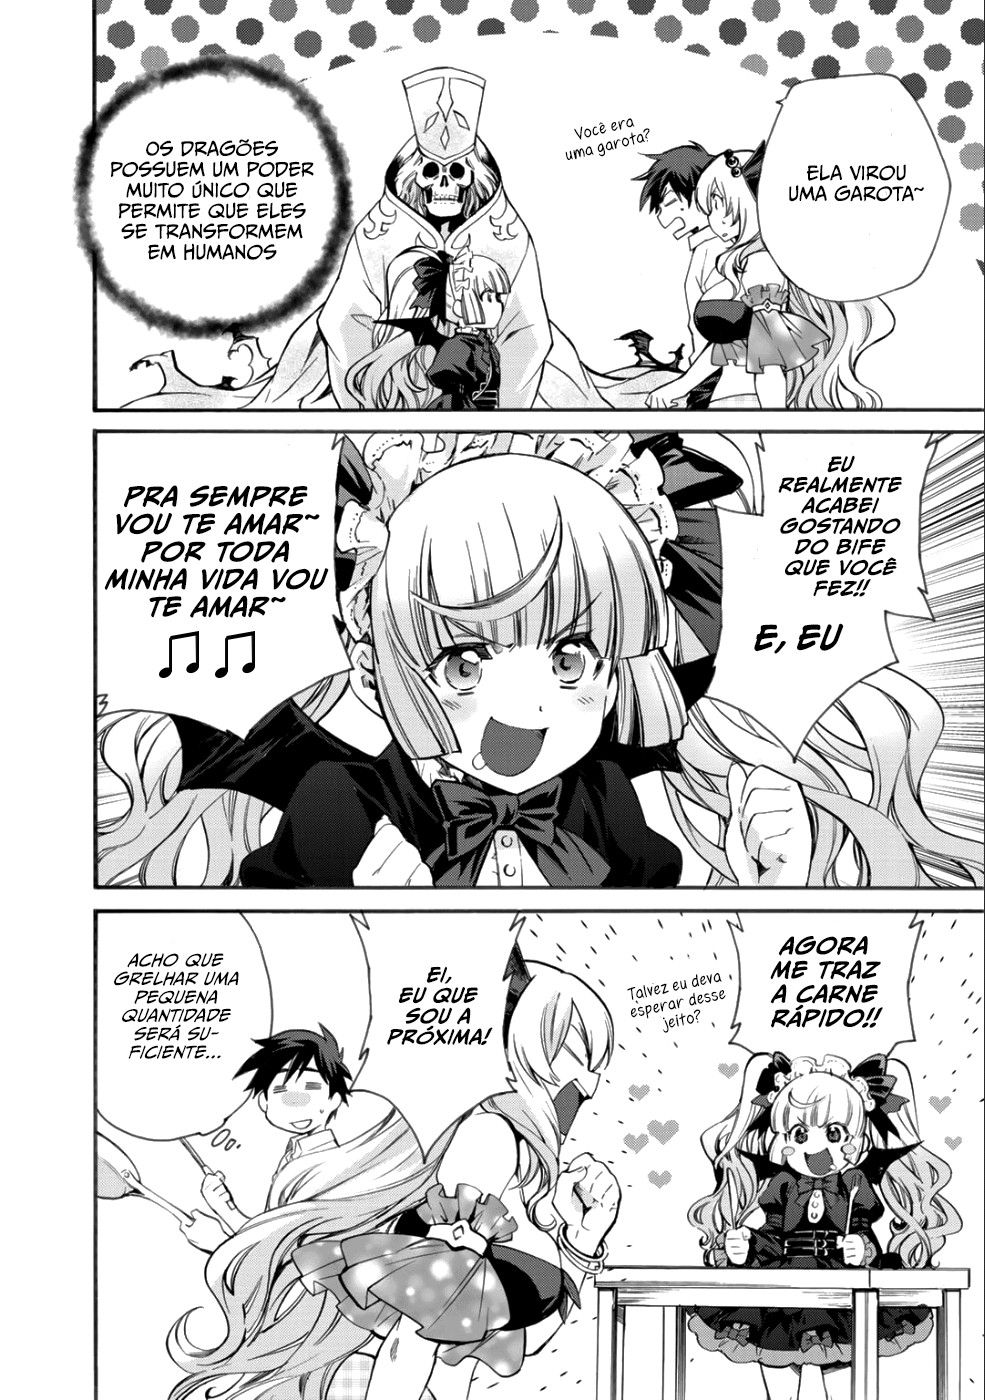 ELA VIROU
UMA GAROTA~
Você era
uma garota?
OS DRAGÕES
POSSUEM UM PODER
MUITO ÚNICO QUE
PERMITE QUE ELES
SE TRANSFORMEM
EM HUMANOS
EU
REALMENTE
ACABEI
GOSTANDO
DO BIFE
QUE VOCÊ
FEZ!!
E, EU
PRA SEMPRE
VOU TE AMAR~
POR TODA
MINHA VIDA VOU
TE AMAR~
AGORA
ME TRAZ
A CARNE
RÁPIDO!!
Talvez eu deva
esperar desse
jeito?
EI,
EU QUE
SOU A
PRÓXIMA!
ACHO QUE
GRELHAR UMA
PEQUENA
QUANTIDADE
SERÁ SU-
FICIENTE...